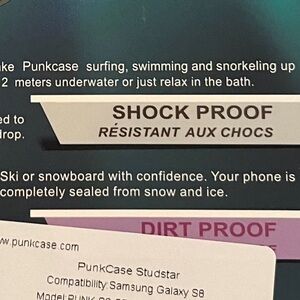 Punkcase surfing, swimming and snorkeling up
2 meters underwater or just relax in the bath.
SHOCK PROOF
RÉSISTANT AUX CHOCS
ed to
drop.
Ski or snowboard with confidence. Your phone is
completely sealed from snow and ice.
DIRT PROOF
w.punkcase.com
PunkCase Studstar
Compatibility:Samsung Galaxy S8